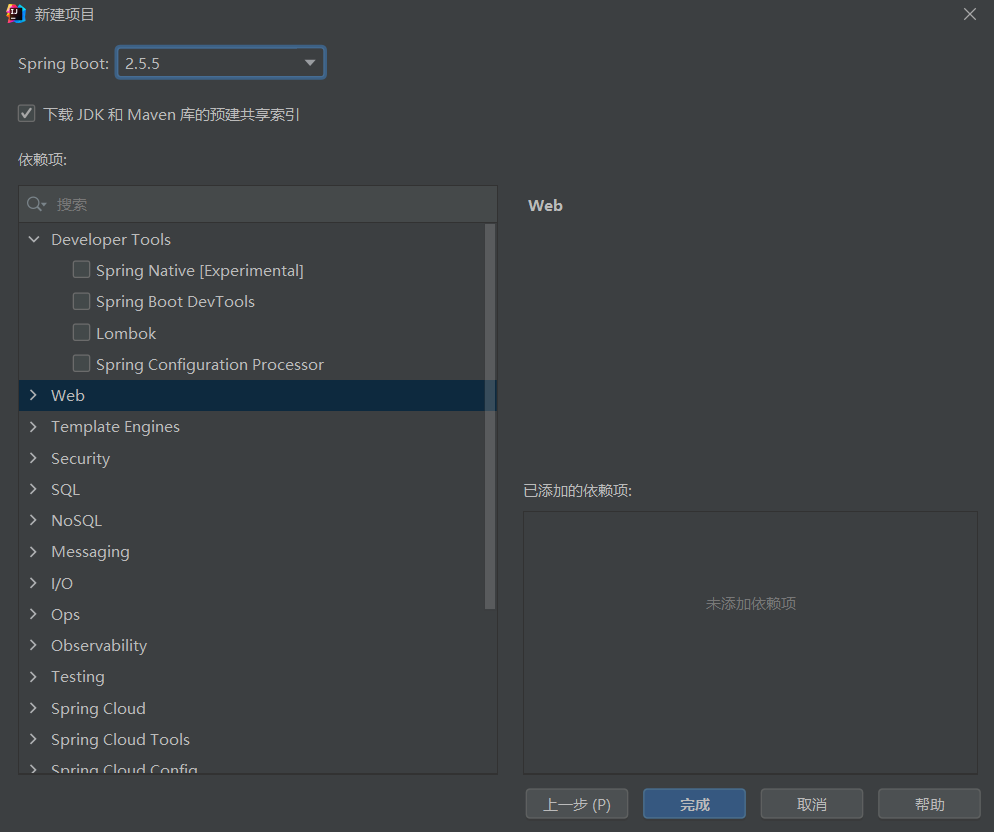 新建项目
Spring Boot: 2.5.5
下载 JDK 和 Maven 库的预建共享索引
依赖项:
搜索
Web
Developer Tools
Spring Native [Experimental]
Spring Boot DevTools
Lombok
Spring Configuration Processor
Web
Template Engines
Security
SQL
NoSQL
已添加的依赖项:
Messaging
I/O
未添加依赖项
Ops
Observability
Testing
Spring Cloud
Spring Cloud Tools
Spring Cloud Config
上一步 (P) 完成 取消 帮助